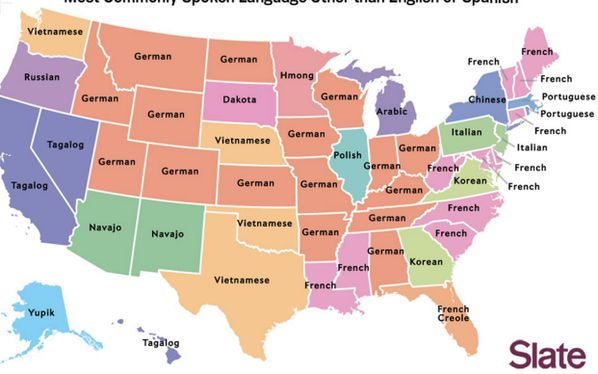 Most Commonly Spoken Language Other than English or Spanish
Vietnamese
Russian
German
German
German
German
Dakota
Hmong
German
Arabic
French
French
French
Chinese
Portuguese
Portuguese
French
Italian
Italian
French
French
Tagalog
Tagalog
German
German
Vietnamese
German
German
German
Polish
German
German
German
French
Korean
Navajo
Navajo
Vietnamese
Vietnamese
German
German
French
French
French
French
German
Korean
French
Creole
Yupik
Tagalog
Slate